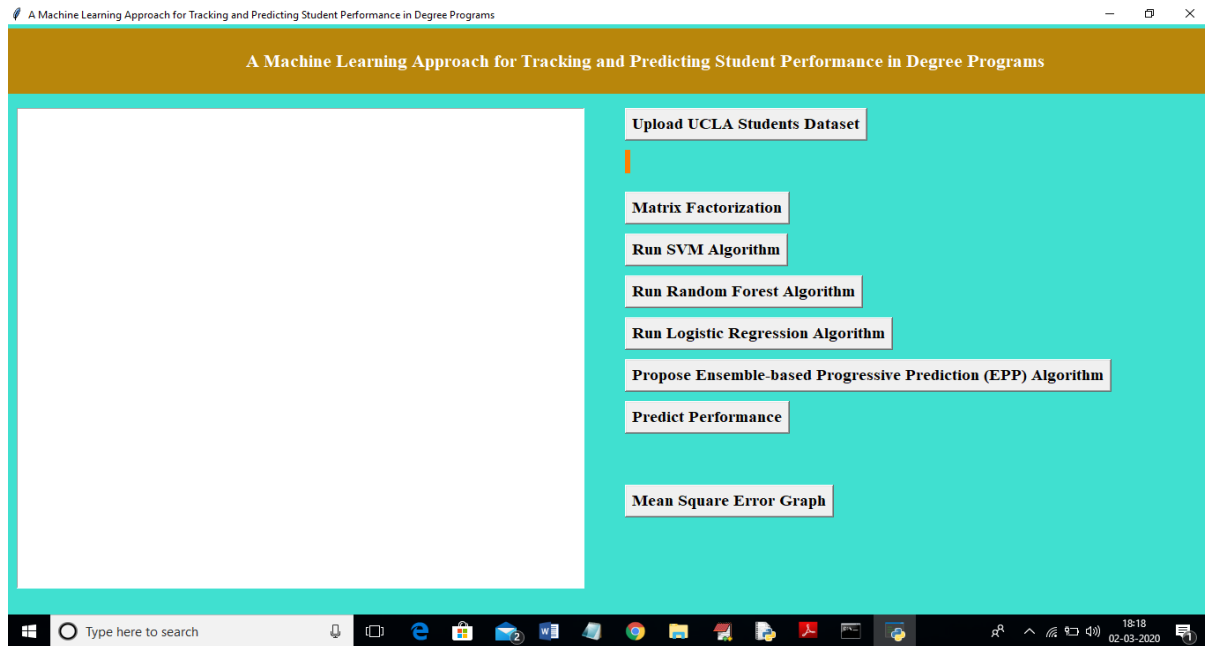 A Machine Learning Approach for Tracking and Predicting Student Performance in Degree Programs
A Machine Learning Approach for Tracking and Predicting Student Performance in Degree Programs
Upload UCLA Students Dataset
Matrix Factorization
Run SVM Algorithm
Run Random Forest Algorithm
Run Logistic Regression Algorithm
Propose Ensemble-based Progressive Prediction (EPP) Algorithm
Predict Performance
Mean Square Error Graph
Type here to search
2
18:18
02-03-2020
1